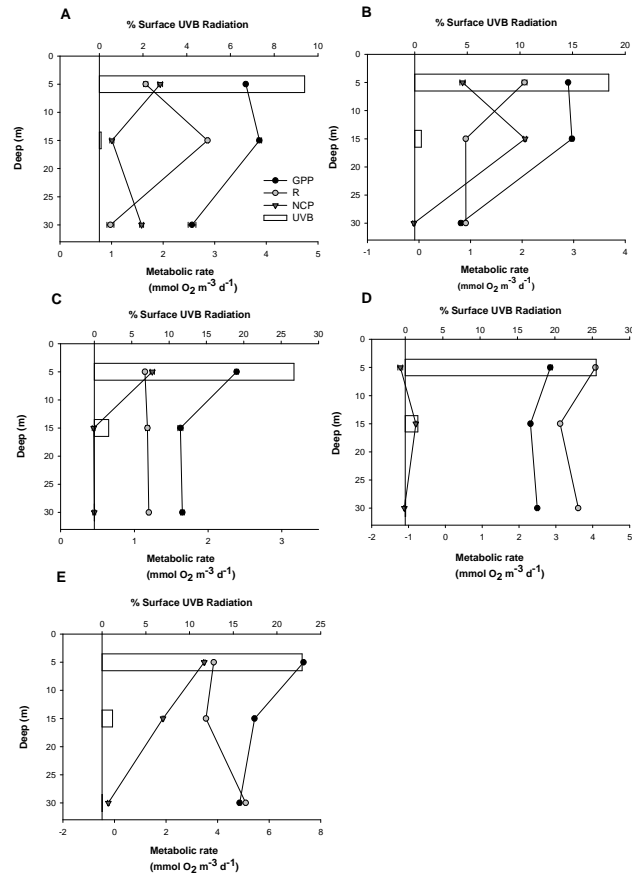 A
% Surface UVB Radiation
0 2 4 6 8 10
Deep (m)
0
5
10
15
20
25
30
GPP
R
NCP
UVB
0 1 2 3 4 5
Metabolic rate
(mmol O2 m-3 d-1)
B
% Surface UVB Radiation
0 5 10 15 20
Deep (m)
0
5
10
15
20
25
30
-1 0 1 2 3 4
Metabolic rate
(mmol O2 m-3 d-1)
C
% Surface UVB Radiation
0 5 10 15 20 25 30
Deep (m)
0
5
10
15
20
25
30
0 1 2 3
Metabolic rate
(mmol O2 m-3 d-1)
D
% Surface UVB Radiation
0 5 10 15 20 25 30
Deep (m)
0
5
10
15
20
25
30
-2 -1 0 1 2 3 4 5
Metabolic rate
(mmol O2 m-3 d-1)
E
% Surface UVB Radiation
0 5 10 15 20 25
Deep (m)
0
5
10
15
20
25
30
-2 0 2 4 6 8
Metabolic rate
(mmol O2 m-3 d-1)